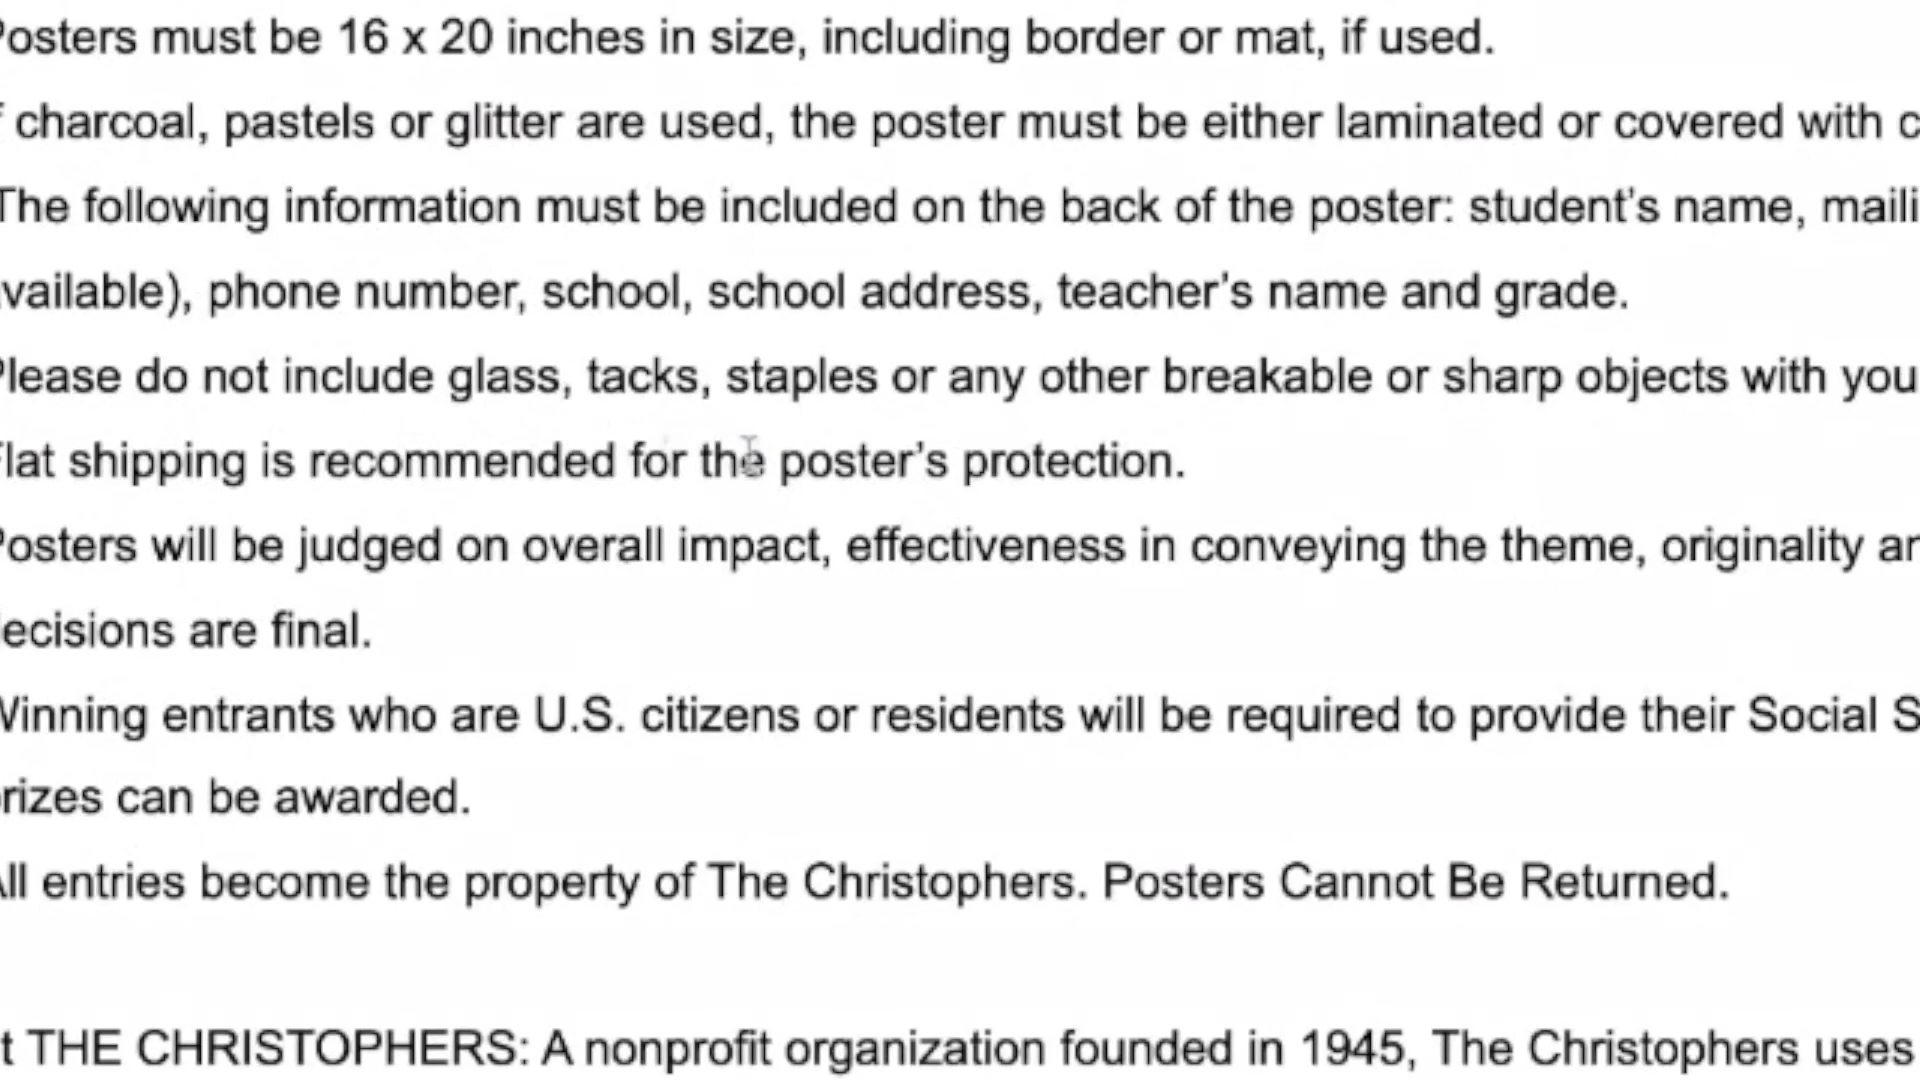 Posters must be 16 x 20 inches in size, including border or mat, if used.
charcoal, pastels or glitter are used, the poster must be either laminated or covered with
The following information must be included on the back of the poster: student's name, maili
vailable), phone number, school, school address, teacher's name and grade.
Please do not include glass, tacks, staples or any other breakable or sharp objects with you
Flat shipping is recommended for the poster's protection.
Posters will be judged on overall impact, effectiveness in conveying the theme, originality
ecisions are final.
Winning entrants who are U.S. citizens or residents will be required to provide their Social S
rizes can be awarded.
All entries become the property of The Christophers. Posters Cannot Be Returned.
t THE CHRISTOPHERS: A nonprofit organization founded in 1945, The Christophers uses